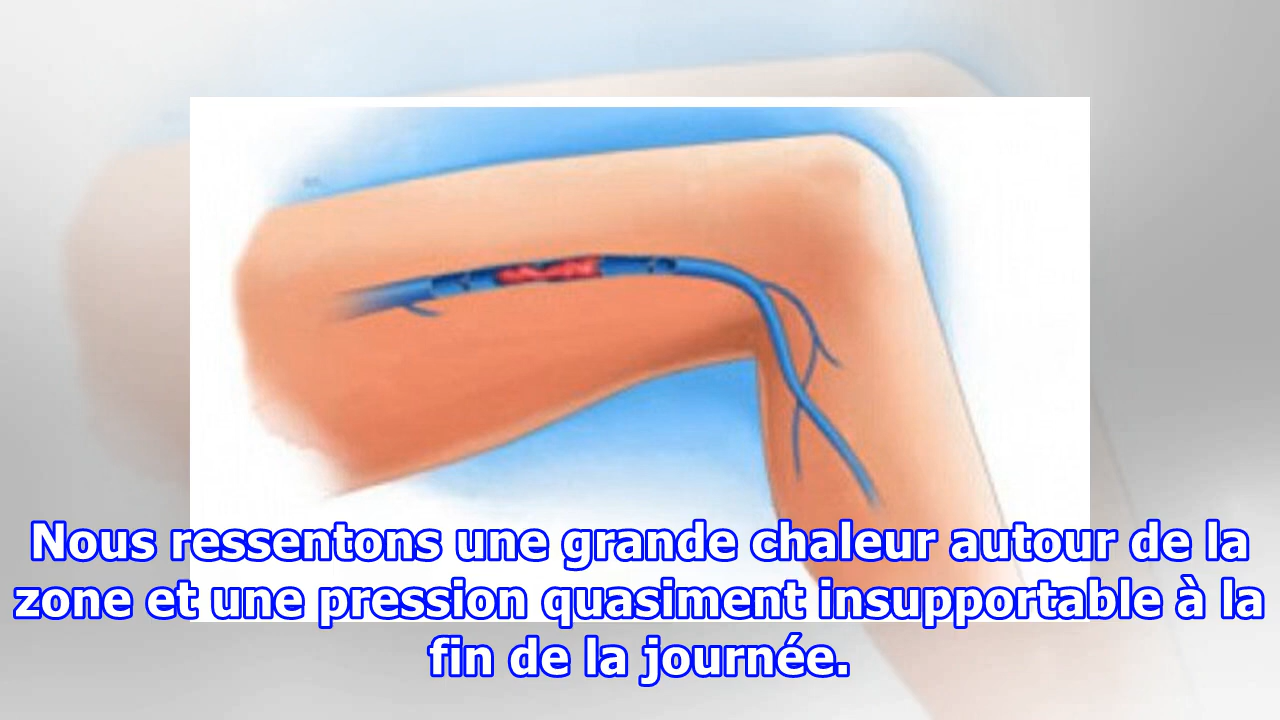 Nous ressentons une grande chaleur autour de la
zone et une pression quasiment insupportable à la
fin de la journée.